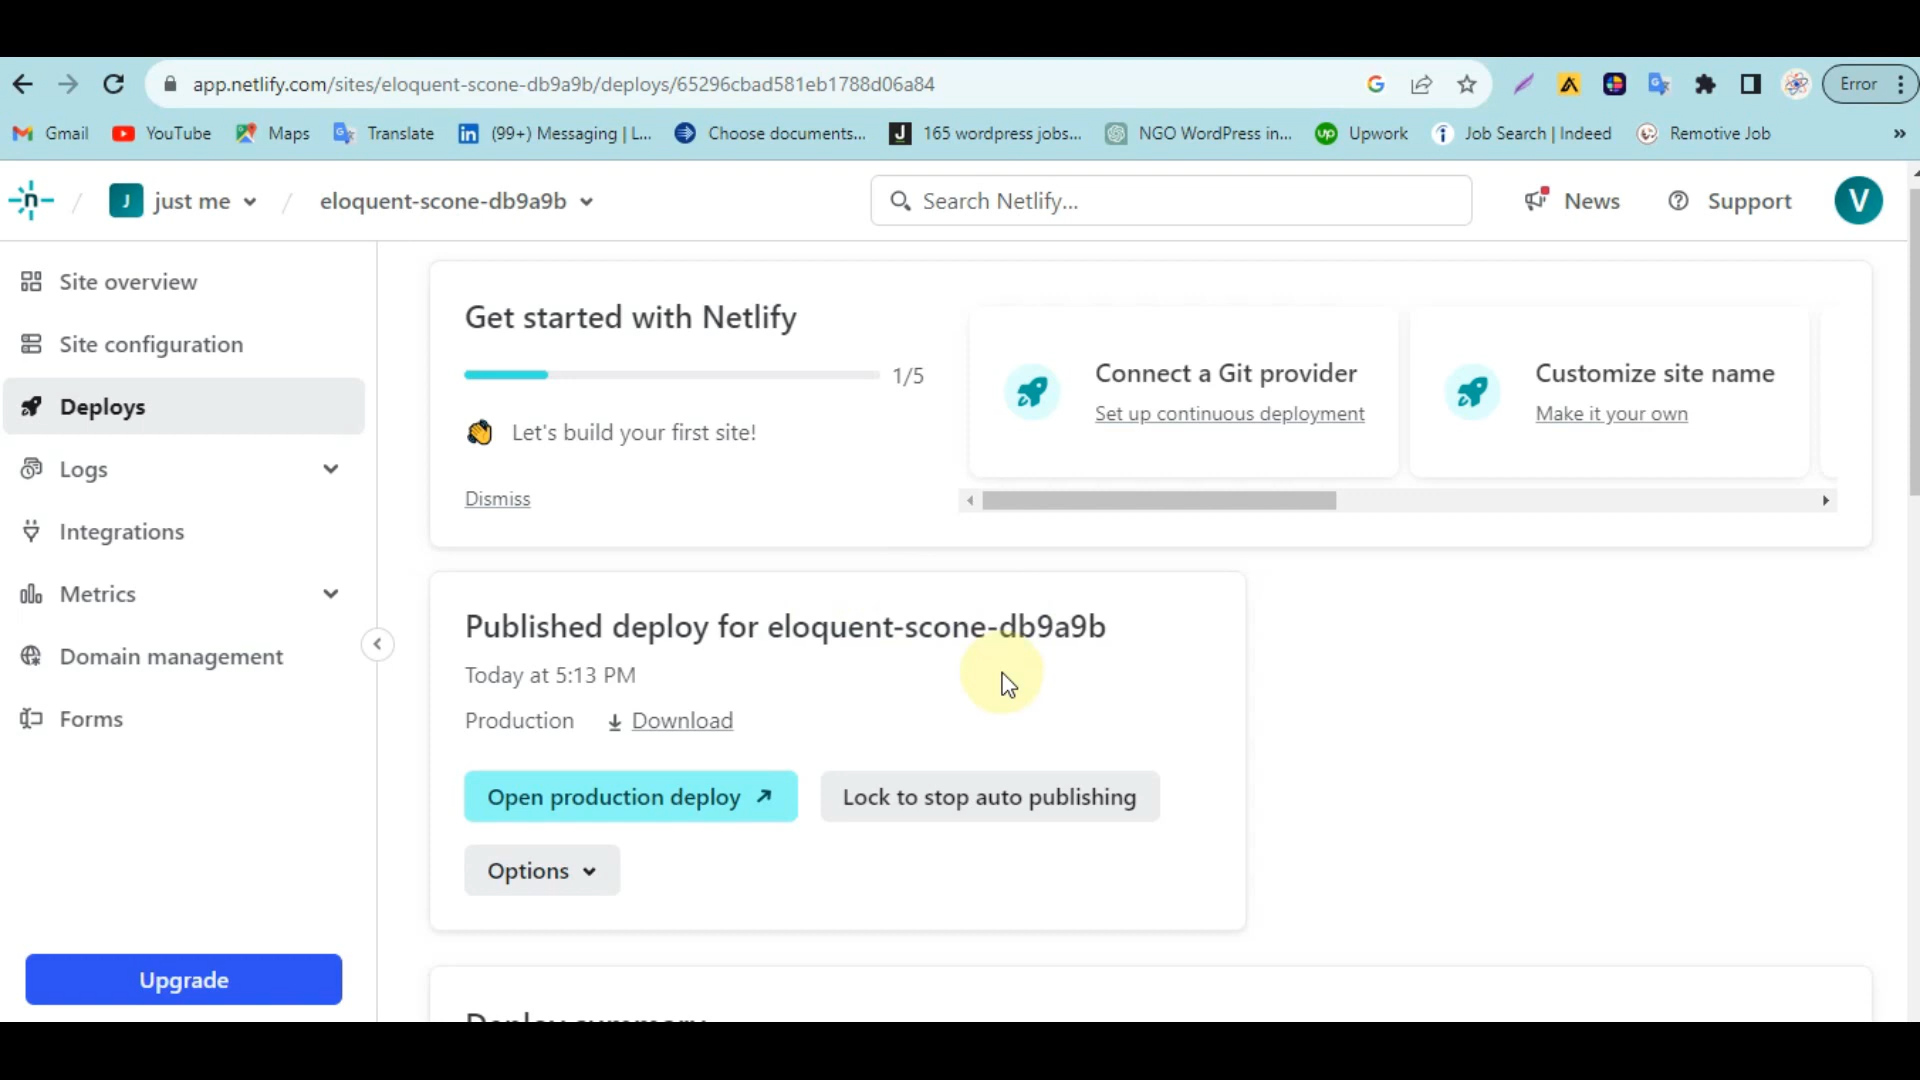 app.netlify.com/sites/eloquent-scone-db9a9b/deploys/65296cbad581eb1788d06a84
Error
Gmail YouTube Maps Translate (99+) Messaging | L... Choose documents... 165 wordpress jobs... NGO WordPress in... Upwork Job Search | Indeed Remotive Job »
J just me / eloquent-scone-db9a9b Search Netlify... News Support V
Site overview
Site configuration
Deploys
Logs
Integrations
Metrics
Domain management
Forms
Upgrade
Get started with Netlify
1/5
Let's build your first site!
Dismiss
Connect a Git provider
Set up continuous deployment
Customize site name
Make it your own
Published deploy for eloquent-scone-db9a9b
Today at 5:13 PM
Production Download
Open production deploy Lock to stop auto publishing
Options
Deploy summary